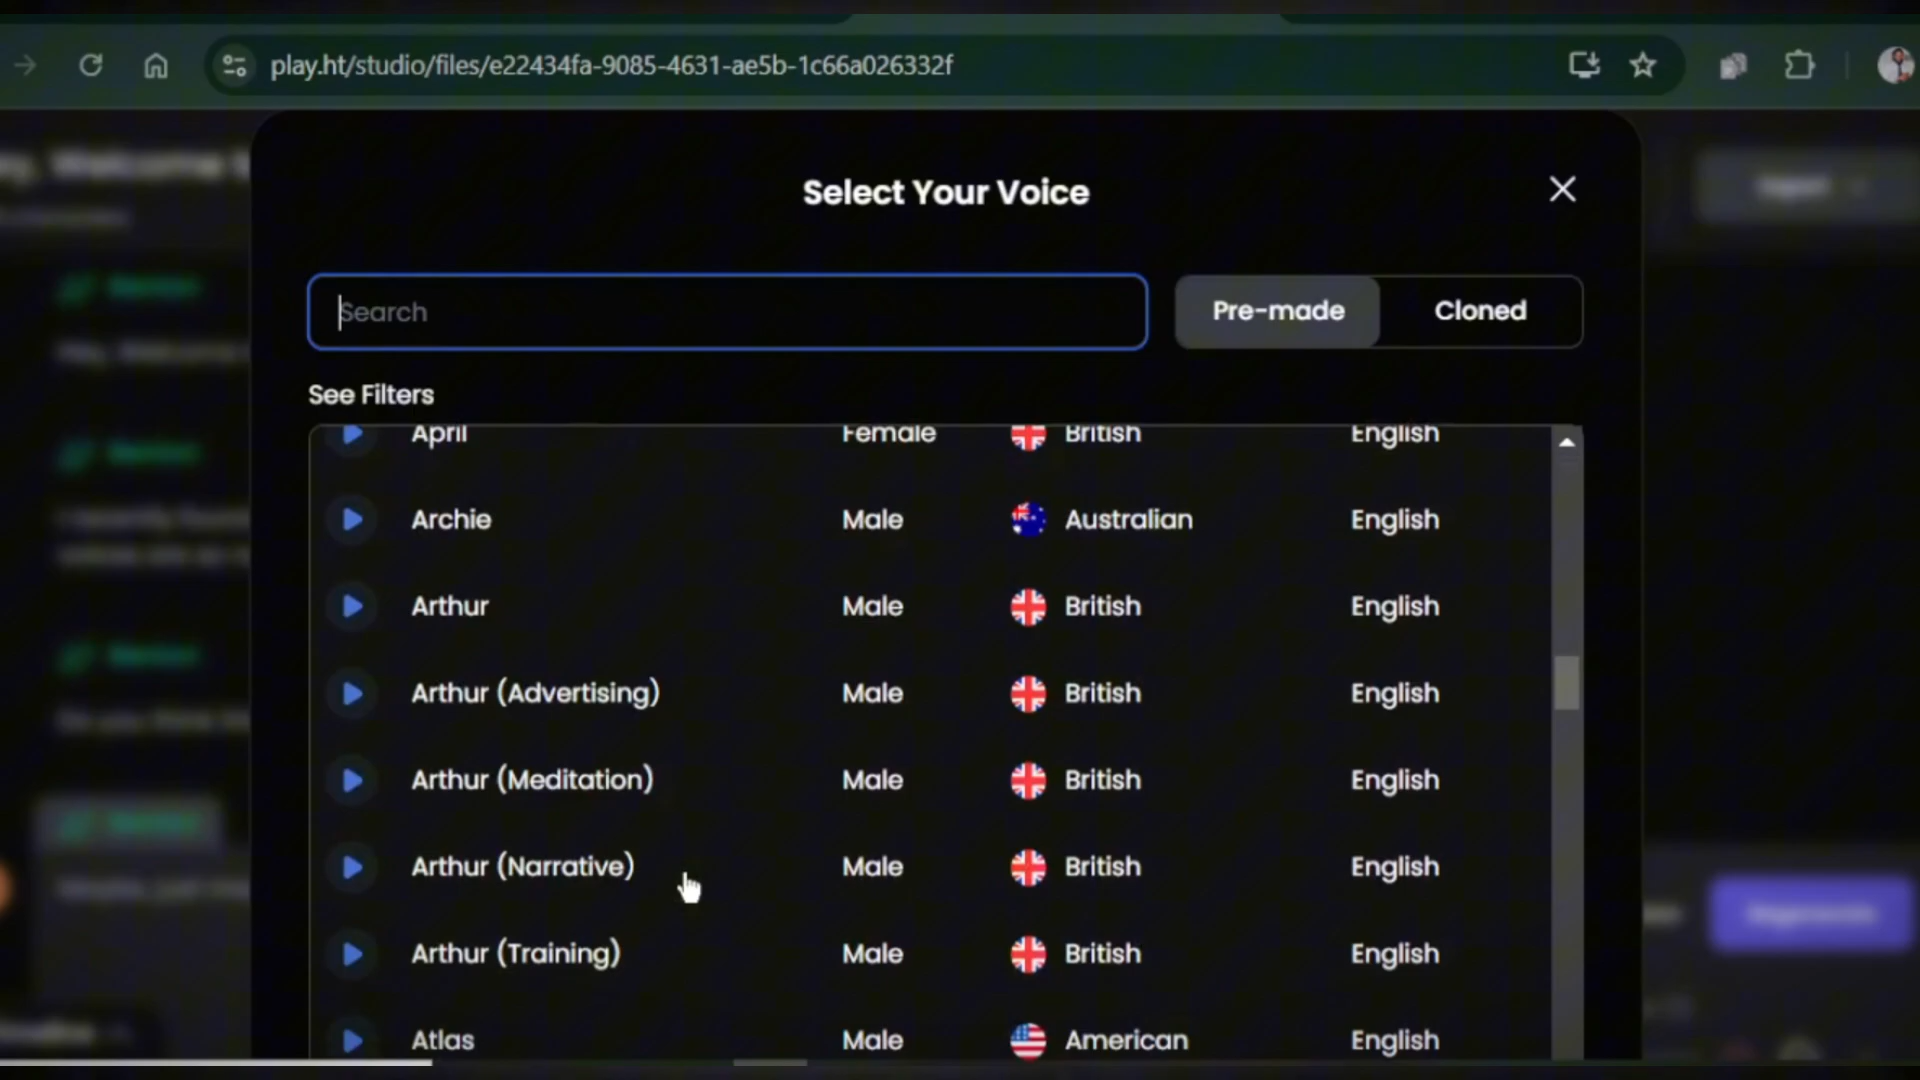 play.ht/studio/files/e22434fa-9085-4631-ae5b-1c66a026332f
Select Your Voice
Search
Pre-made
Cloned
See Filters
April Female British English
Archie Male Australian English
Arthur Male British English
Arthur (Advertising) Male British English
Arthur (Meditation) Male British English
Arthur (Narrative) Male British English
Arthur (Training) Male British English
Atlas Male American English